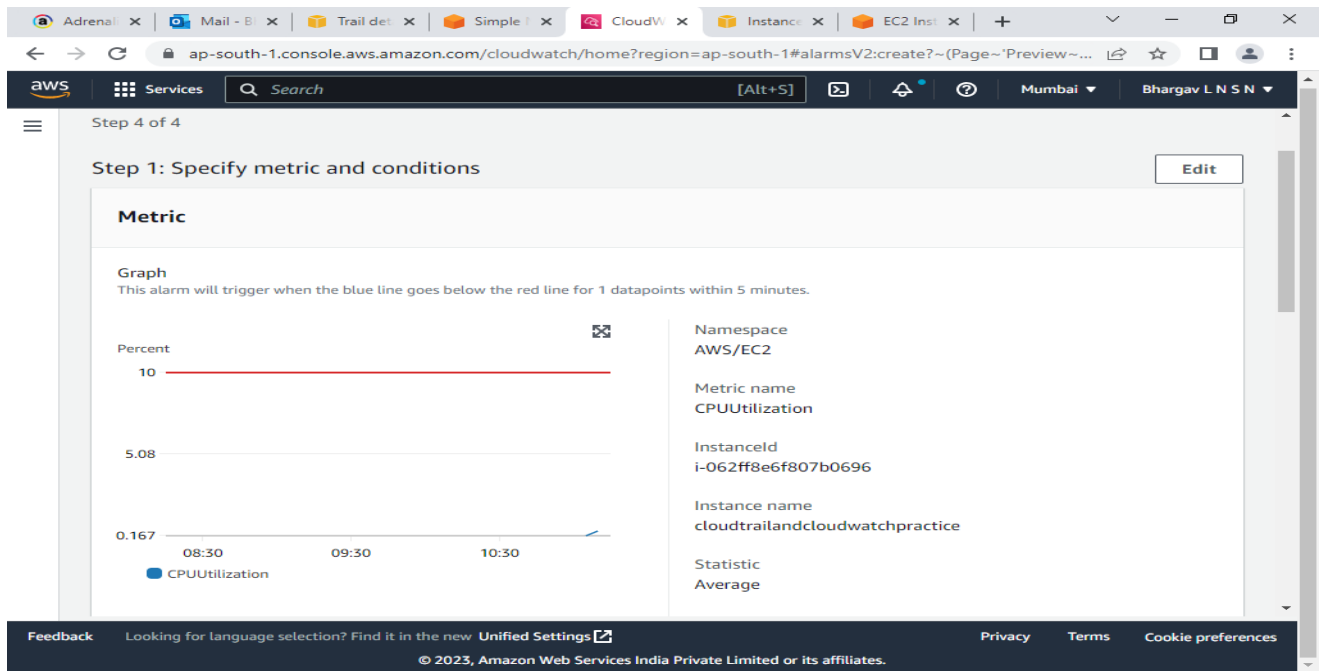 Adrenali
Mail - Bl
Trail det
Simple N
CloudW
Instance
EC2 Inst
ap-south-1.console.aws.amazon.com/cloudwatch/home?region=ap-south-1#alarmsV2:create?~(Page~'Preview~...
aws
Services
Search
[Alt+S]
Mumbai
Bhargav L N S N
Step 4 of 4
Step 1: Specify metric and conditions
Edit
Metric
Graph
This alarm will trigger when the blue line goes below the red line for 1 datapoints within 5 minutes.
Percent
10
5.08
0.167
08:30
09:30
10:30
CPUUtilization
Namespace
AWS/EC2
Metric name
CPUUtilization
InstanceId
i-062ff8e6f807b0696
Instance name
cloudtrailandcloudwatchpractice
Statistic
Average
Feedback
Looking for language selection? Find it in the new Unified Settings
Privacy
Terms
Cookie preferences
© 2023, Amazon Web Services India Private Limited or its affiliates.